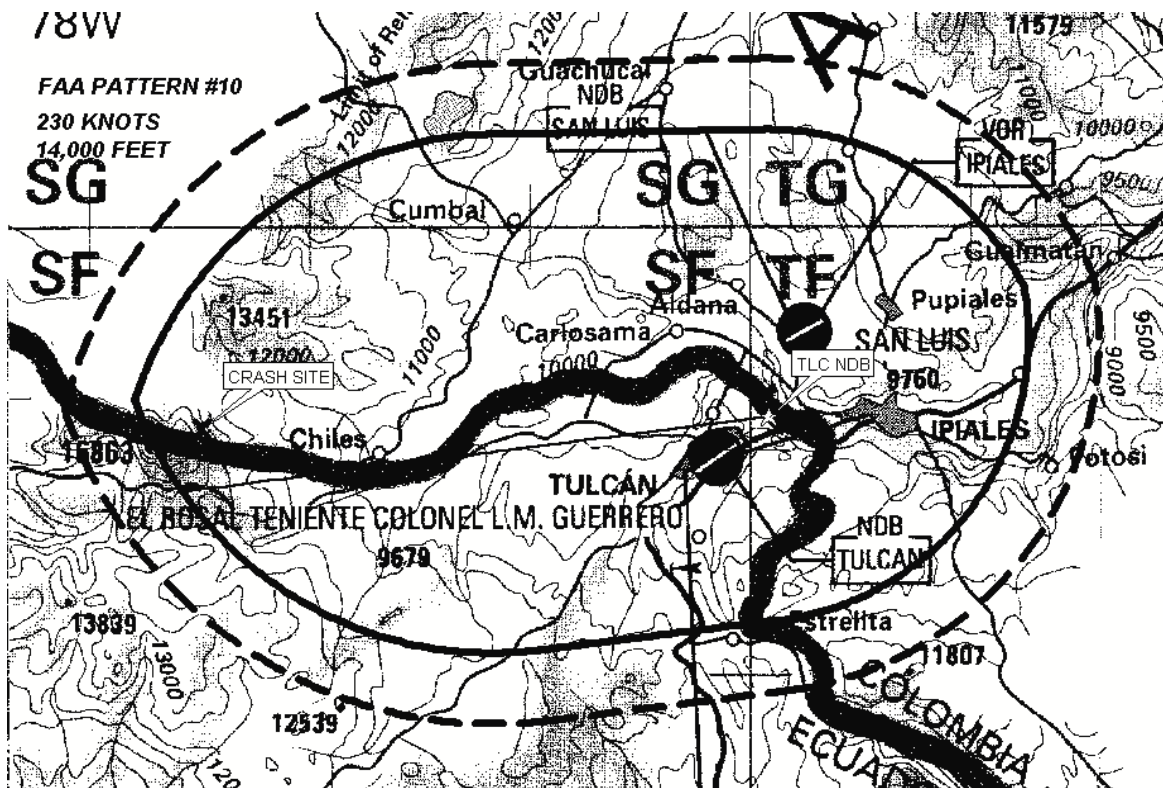 78W
11579
FAA PATTERN #10
230 KNOTS
14,000 FEET
12000
Guachucal
NDB
SAN LUIS
11000
VOR
IPIALES
10000
9500
SG
SG
TG
Cumbal
SF
SF
TF
Gualmatan
Aldana
Pupiales
13451
Carlosama
SAN LUIS
9500
12000
11000
10000
TLC NDB
9760
9000
CRASH SITE
Chiles
IPIALES
Potosi
TULCÁN
EL ROSAL TENIENTE COLONEL L.M. GUERRERO
9679
NDB
TULCAN
13839
Estrellita
13000
11807
12539
COLOMBIA